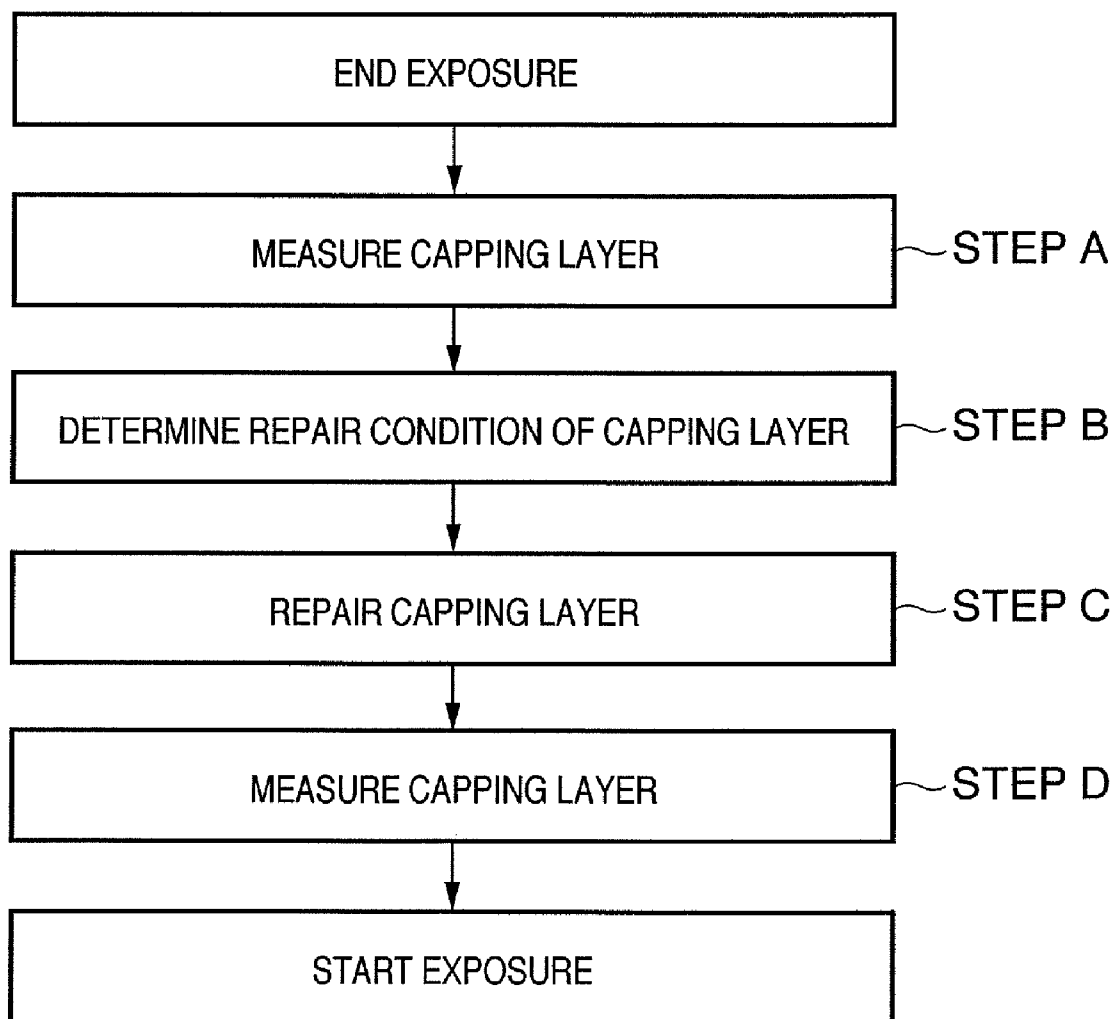 END EXPOSURE
MEASURE CAPPING LAYER
STEP A
DETERMINE REPAIR CONDITION OF CAPPING LAYER
STEP B
REPAIR CAPPING LAYER
STEP C
MEASURE CAPPING LAYER
STEP D
START EXPOSURE